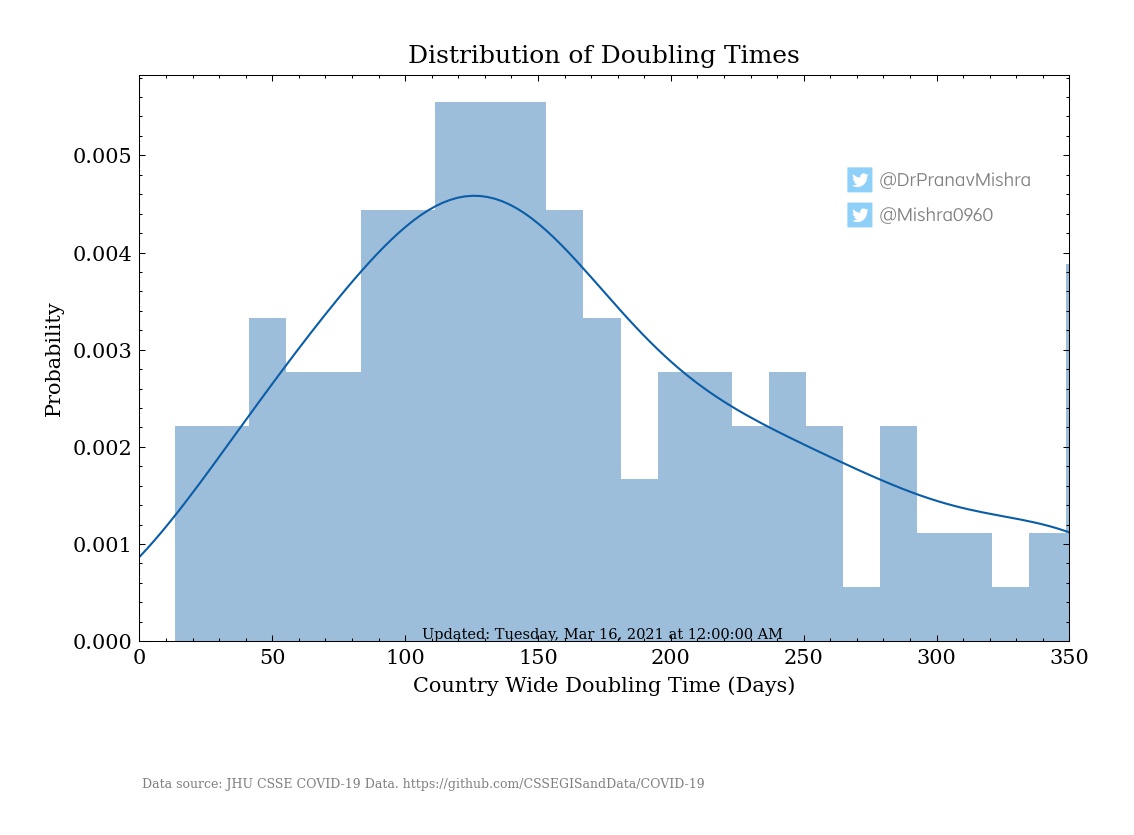 Distribution of Doubling Times
0.005
0.004
0.003
0.002
0.001
0.000
Probability
@DrPranavMishra
@Mishra0960
Updated: Tuesday, Mar 16, 2021 at 12:00:00 AM
0 50 100 150 200 250 300 350
Country Wide Doubling Time (Days)
Data source: JHU CSSE COVID-19 Data. https://github.com/CSSEGISandData/COVID-19